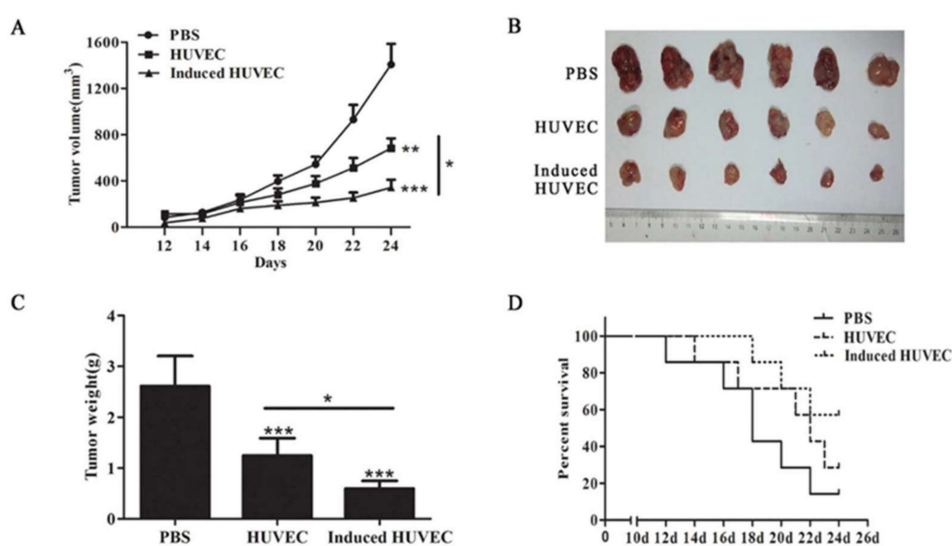 A
PBS
HUVEC
Induced HUVEC
Tumor volume(mm³)
1600
1200
800
400
0
12 14 16 18 20 22 24
Days
**
***
*
B
PBS
HUVEC
Induced
HUVEC
C
Tumor weight(g)
4
3
2
1
0
***
***
*
PBS HUVEC Induced HUVEC
D
PBS
HUVEC
Induced HUVEC
Percent survival
100
80
60
40
20
0
0 10d 12d 14d 16d 18d 20d 22d 24d 26d